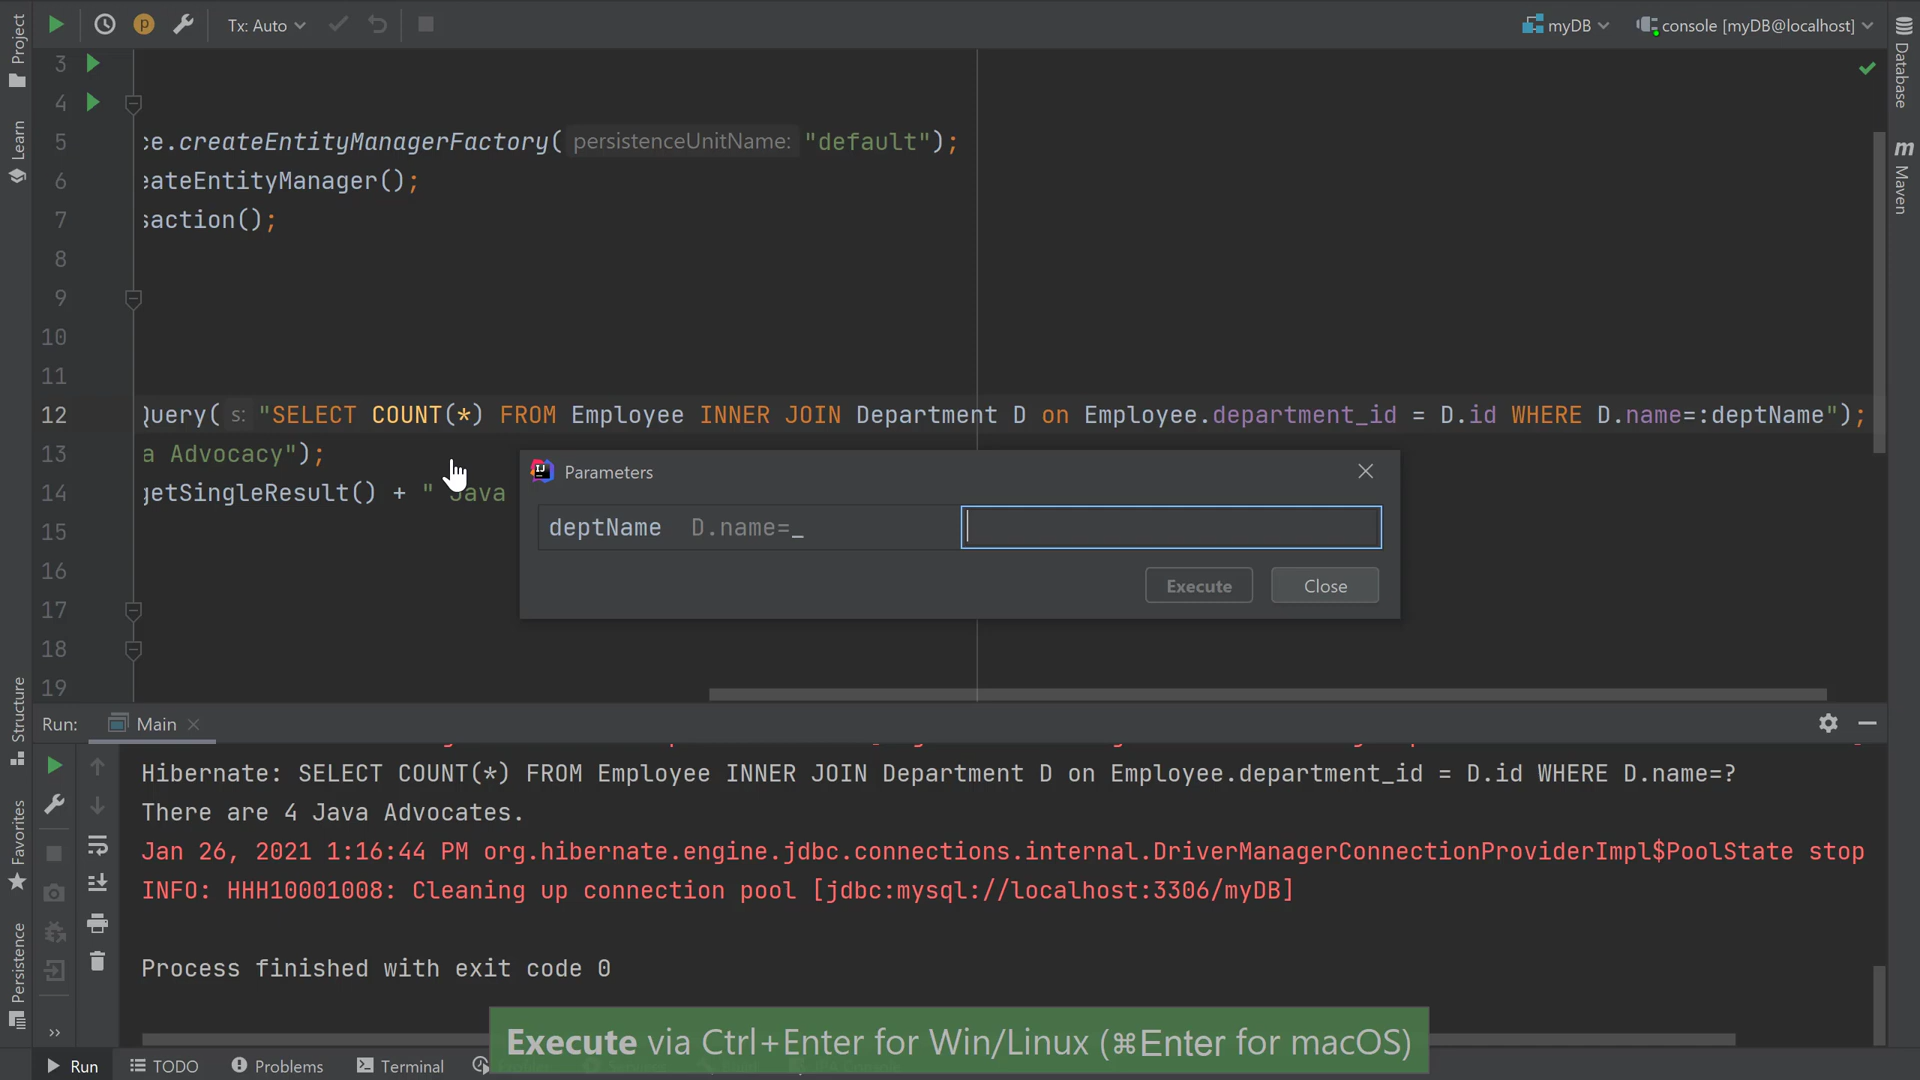 Project
Learn
Structure
Favorites
Persistence
Tx: Auto
myDB
console [myDB@localhost]
Database
Maven
3
4
5 ce.createEntityManagerFactory( persistenceUnitName: "default");
6 eateEntityManager();
7 saction();
8
9
10
11
12 Query( s: "SELECT COUNT(*) FROM Employee INNER JOIN Department D on Employee.department_id = D.id WHERE D.name=:deptName");
13 a Advocacy");
14 getSingleResult() + " Java
15
16
17
18
19
Parameters
deptName D.name=_
Execute
Close
Run: Main
Hibernate: SELECT COUNT(*) FROM Employee INNER JOIN Department D on Employee.department_id = D.id WHERE D.name=?
There are 4 Java Advocates.
Jan 26, 2021 1:16:44 PM org.hibernate.engine.jdbc.connections.internal.DriverManagerConnectionProviderImpl$PoolState stop
INFO: HHH10001008: Cleaning up connection pool [jdbc:mysql://localhost:3306/myDB]
Process finished with exit code 0
Execute via Ctrl+Enter for Win/Linux (⌘Enter for macOS)
Run
TODO
Problems
Terminal